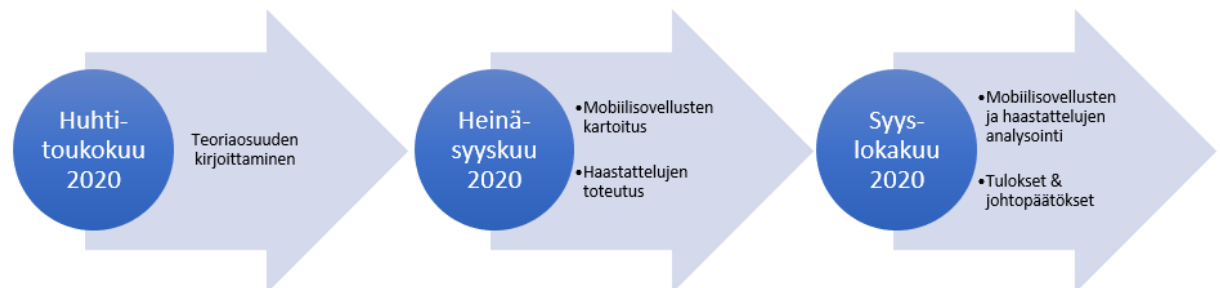 Huhti-
toukokuu
2020
Teoriaosuuden
kirjoittaminen
Heinä-
syyskuu
2020
•Mobiilisovellusten
kartoitus
•Haastattelujen
toteutus
Syys-
lokakuu
2020
•Mobiilisovellusten
ja haastattelujen
analysointi
•Tulokset &
johtopäätökset